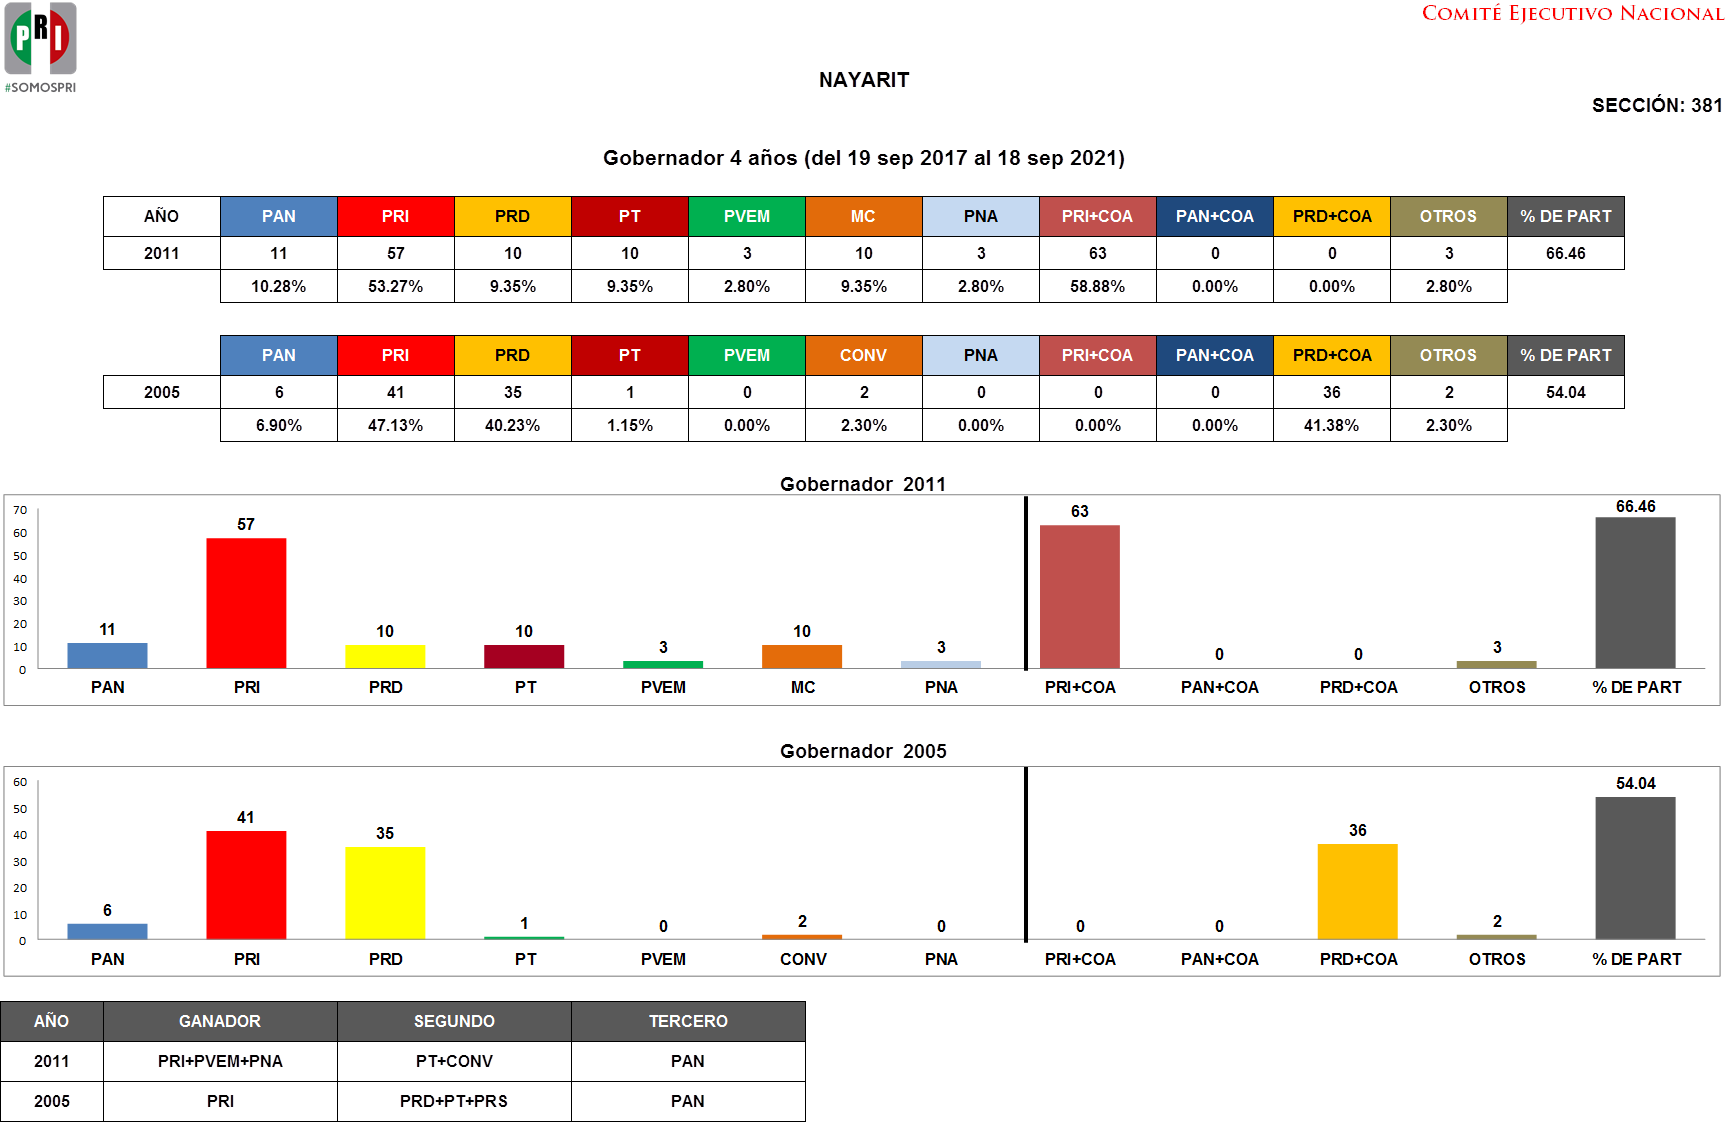 PRI
#SOMOSPRI
COMITÉ EJECUTIVO NACIONAL
NAYARIT
SECCIÓN: 381
Gobernador 4 años (del 19 sep 2017 al 18 sep 2021)
AÑO PAN PRI PRD PT PVEM MC PNA PRI+COA PAN+COA PRD+COA OTROS % DE PART
2011 11 57 10 10 3 10 3 63 0 0 3 66.46
10.28% 53.27% 9.35% 9.35% 2.80% 9.35% 2.80% 58.88% 0.00% 0.00% 2.80%
PAN PRI PRD PT PVEM CONV PNA PRI+COA PAN+COA PRD+COA OTROS % DE PART
2005 6 41 35 1 0 2 0 0 0 36 2 54.04
6.90% 47.13% 40.23% 1.15% 0.00% 2.30% 0.00% 0.00% 0.00% 41.38% 2.30%
Gobernador 2011
70
60
50
40
30
20
10
0
11 57 10 10 3 10 3 63 0 0 3 66.46
PAN PRI PRD PT PVEM MC PNA PRI+COA PAN+COA PRD+COA OTROS % DE PART
Gobernador 2005
60
50
40
30
20
10
0
6 41 35 1 0 2 0 0 0 36 2 54.04
PAN PRI PRD PT PVEM CONV PNA PRI+COA PAN+COA PRD+COA OTROS % DE PART
AÑO GANADOR SEGUNDO TERCERO
2011 PRI+PVEM+PNA PT+CONV PAN
2005 PRI PRD+PT+PRS PAN